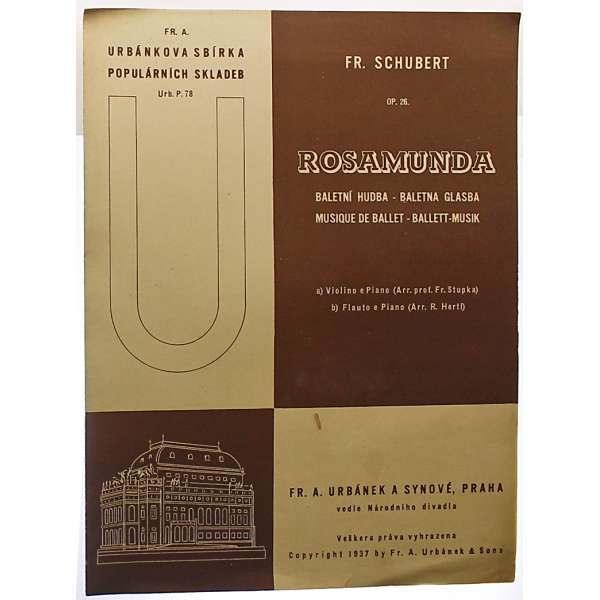 FR. A.
URBÁNKOVA SBÍRKA
POPULÁRNICH SKLADEB
Urb. P. 78
U
FR. SCHUBERT
OP. 26.
ROSAMUNDA
BALETNÍ HUDBA - BALETNA GLASBA
MUSIQUE DE BALLET - BALLETT-MUSIK
a) Violino e Piano (Arr. prof. Fr. Stupka)
b) Flauto e Piano (Arr. R. Hertl)
FR. A. URBÁNEK A SYNOVÉ, PRAHA
vedle Národního divadla
Veškera práva vyhrazena
Copyright 1937 by Fr. A. Urbánek & Sons